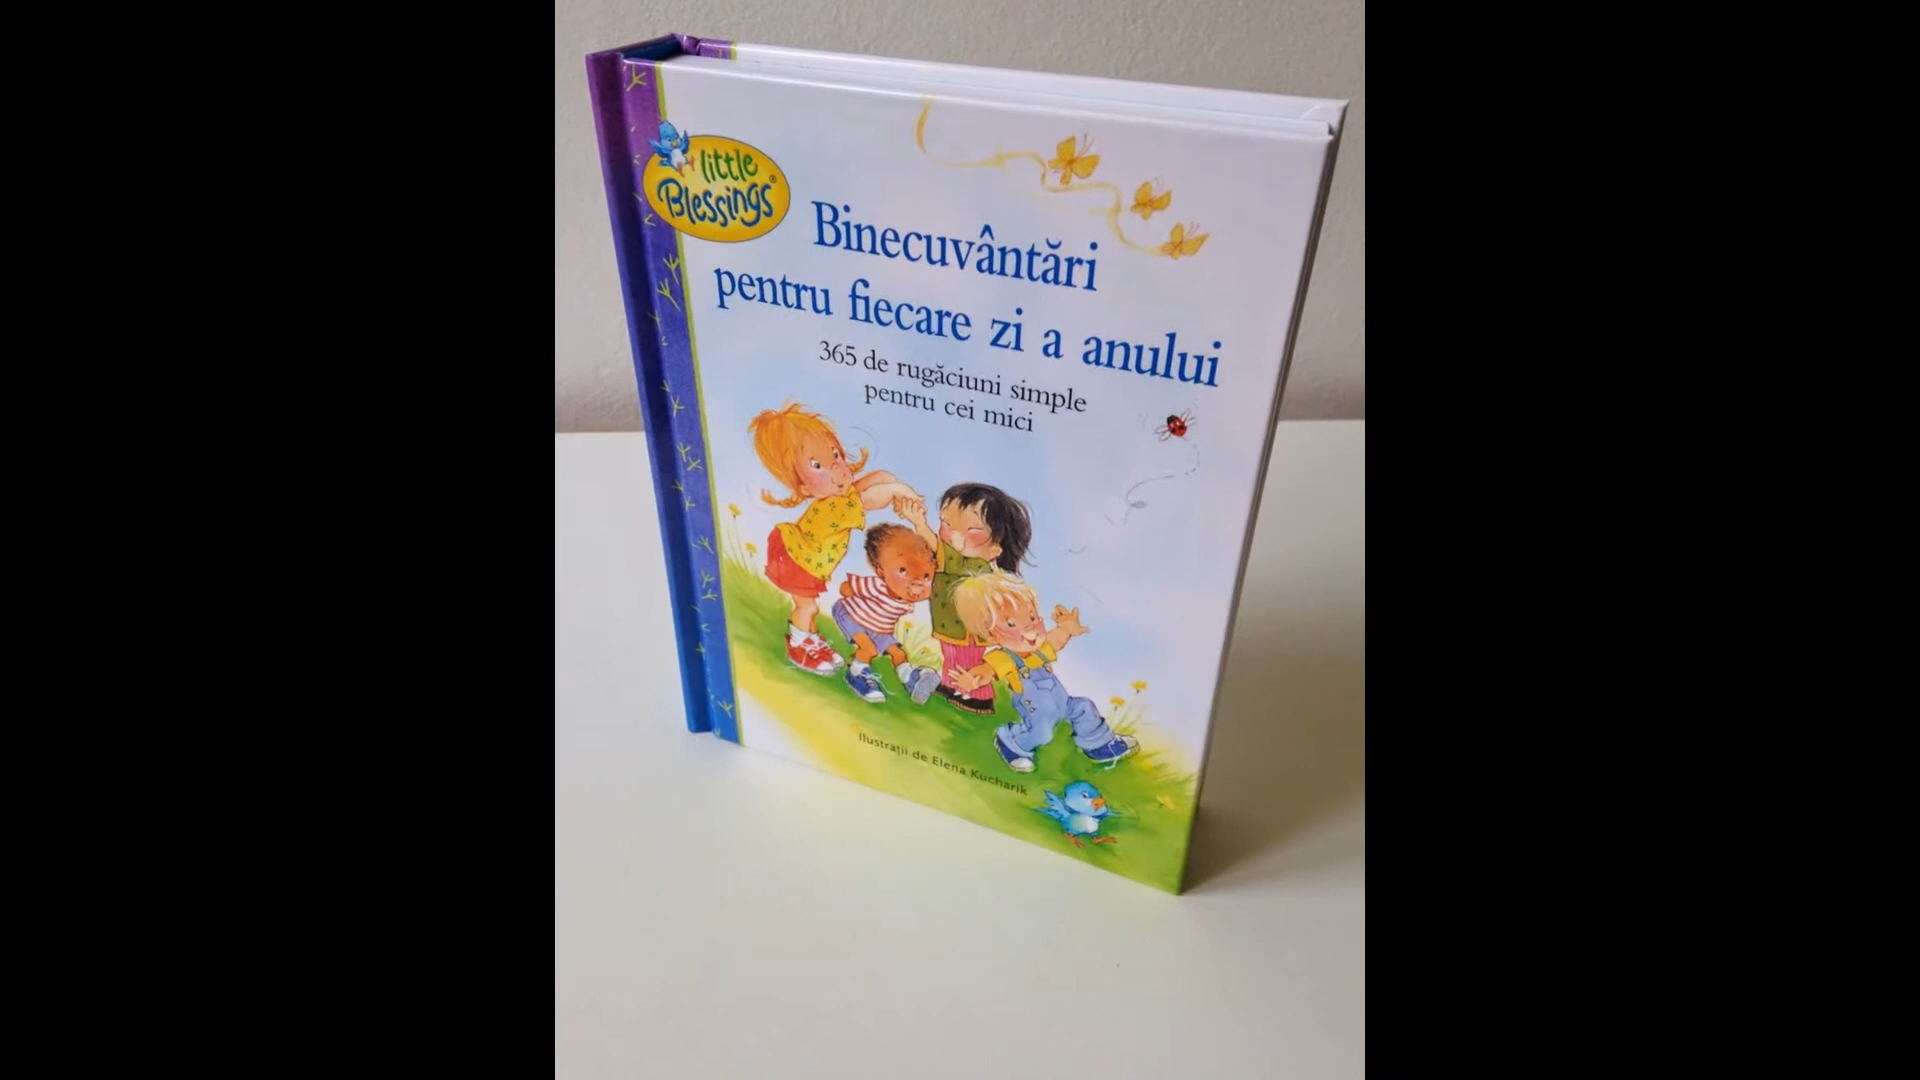 little
Blessings®
Binecuvântări
pentru fiecare zi a anului
365 de rugăciuni simple
pentru cei mici
Ilustrații de Elena Kucharik